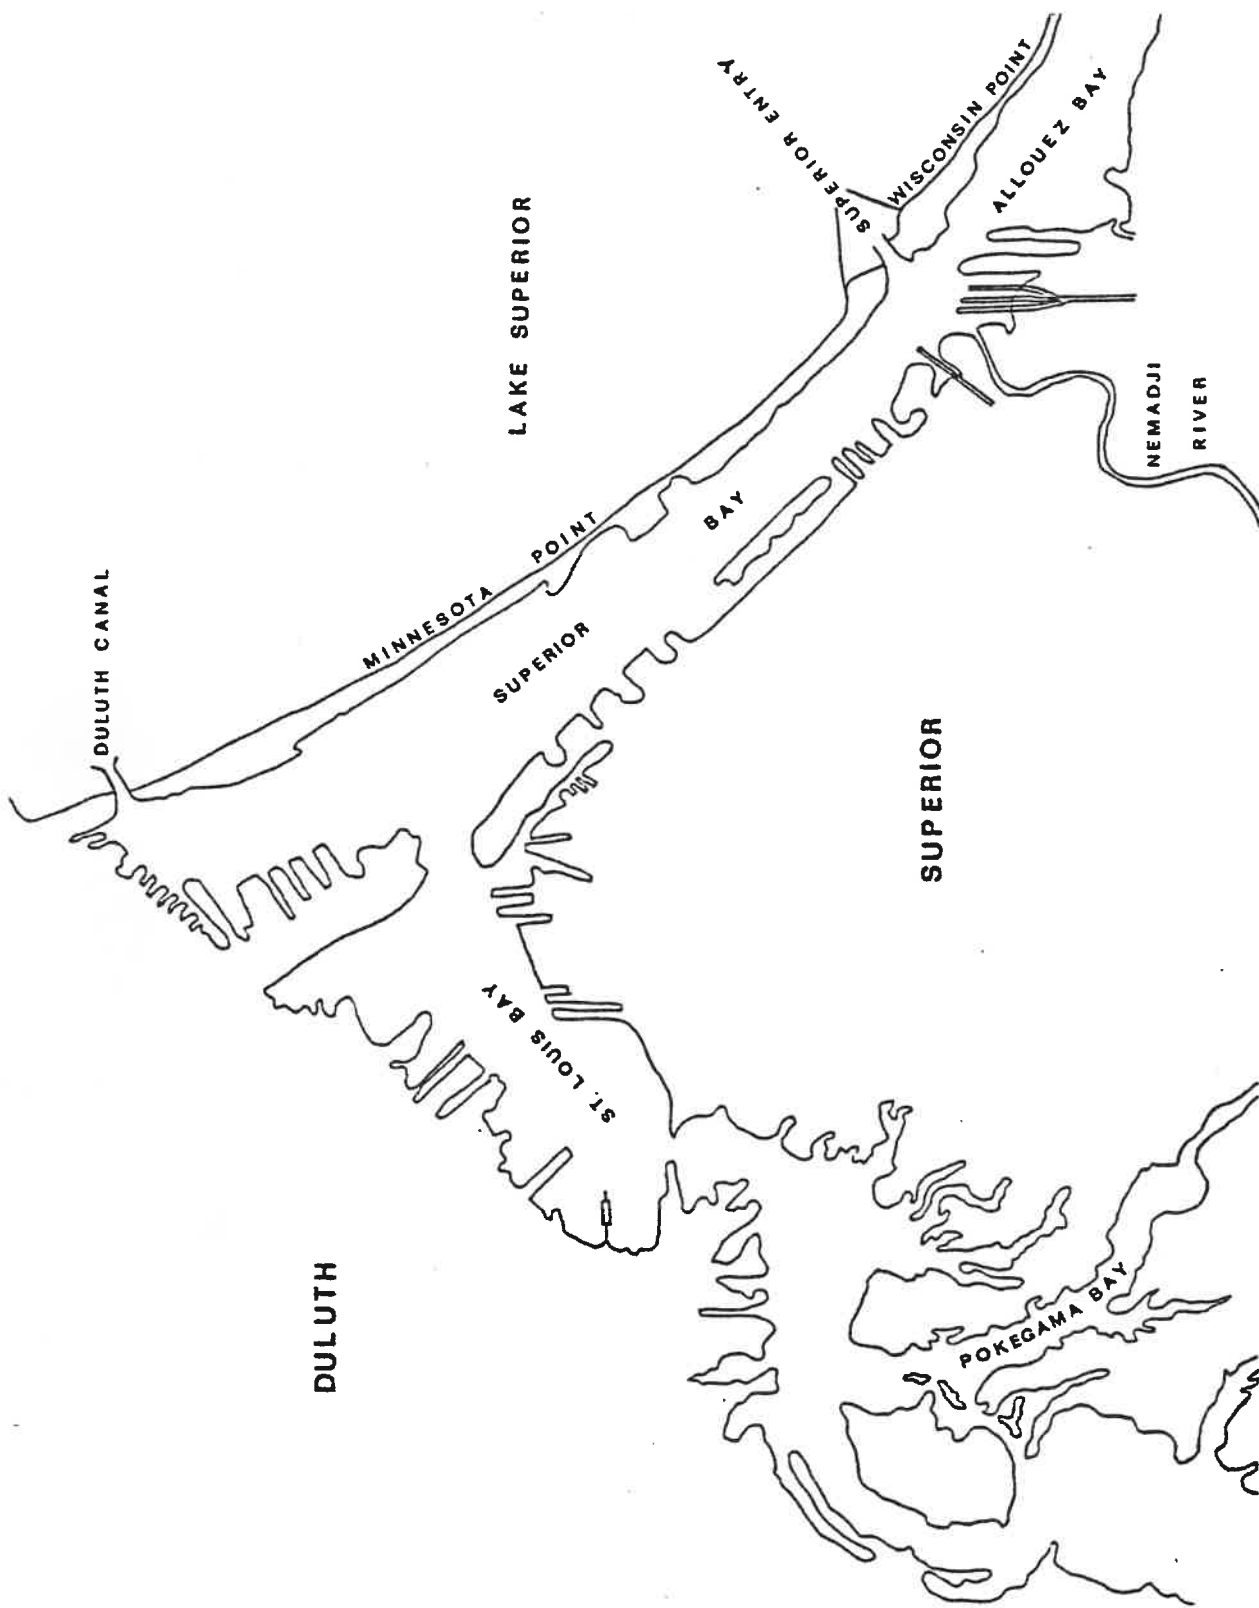 DULUTH CANAL
LAKE SUPERIOR
SUPERIOR ENTRY
WISCONSIN POINT
ALLOUEZ BAY
MINNESOTA POINT
SUPERIOR BAY
NEMADJI
RIVER
DULUTH
ST. LOUIS BAY
SUPERIOR
POKEGAMA BAY